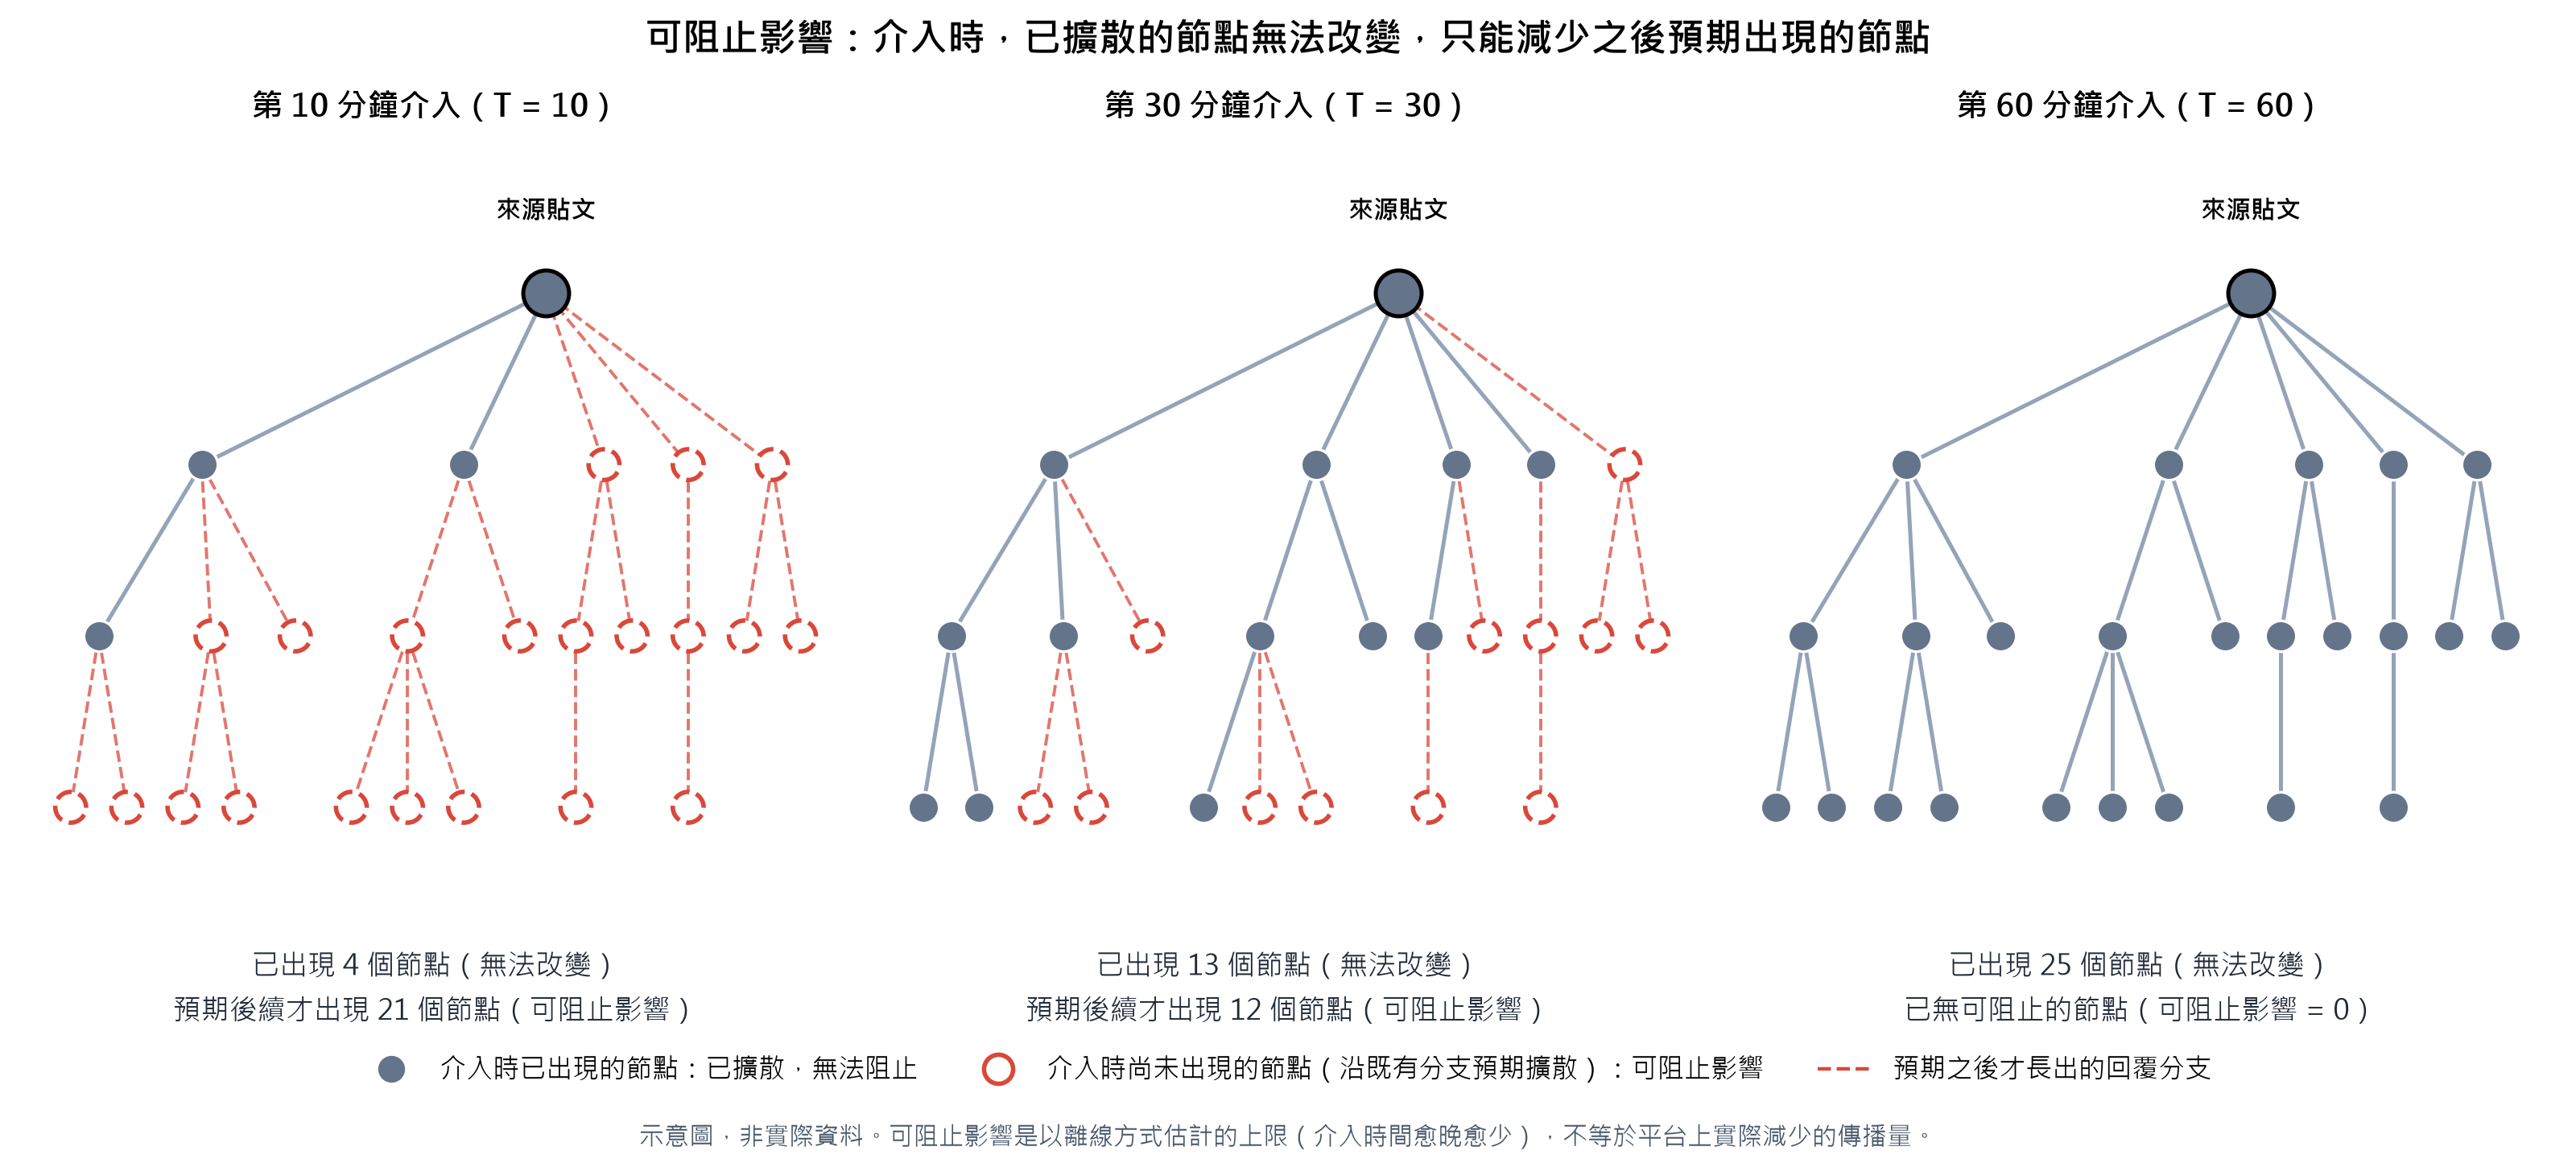 可阻止影響：介入時，已擴散的節點無法改變，只能減少之後預期出現的節點
第 10 分鐘介入（T = 10）
第 30 分鐘介入（T = 30）
第 60 分鐘介入（T = 60）
來源貼文
來源貼文
來源貼文
已出現 4 個節點（無法改變）
預期後續才出現 21 個節點（可阻止影響）
已出現 13 個節點（無法改變）
預期後續才出現 12 個節點（可阻止影響）
已出現 25 個節點（無法改變）
已無可阻止的節點（可阻止影響 = 0）
介入時已出現的節點：已擴散，無法阻止
介入時尚未出現的節點（沿既有分支預期擴散）：可阻止影響
預期之後才長出的回覆分支
示意圖，非實際資料。可阻止影響是以離線方式估計的上限（介入時間愈晚愈少），不等於平台上實際減少的傳播量。